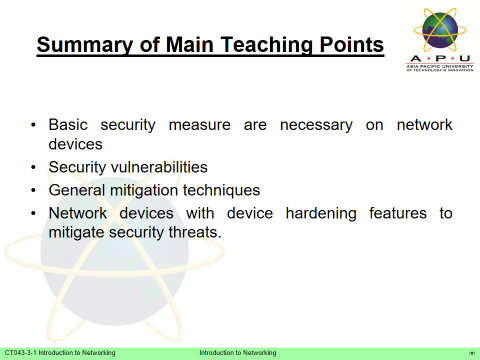 Summary of Main Teaching Points
A • P • U
ASIA PACIFIC UNIVERSITY
OF TECHNOLOGY & INNOVATION
• Basic security measure are necessary on network
devices
• Security vulnerabilities
• General mitigation techniques
• Network devices with device hardening features to
mitigate security threats.
CT043-3-1 Introduction to Networking
Introduction to Networking
‹#›